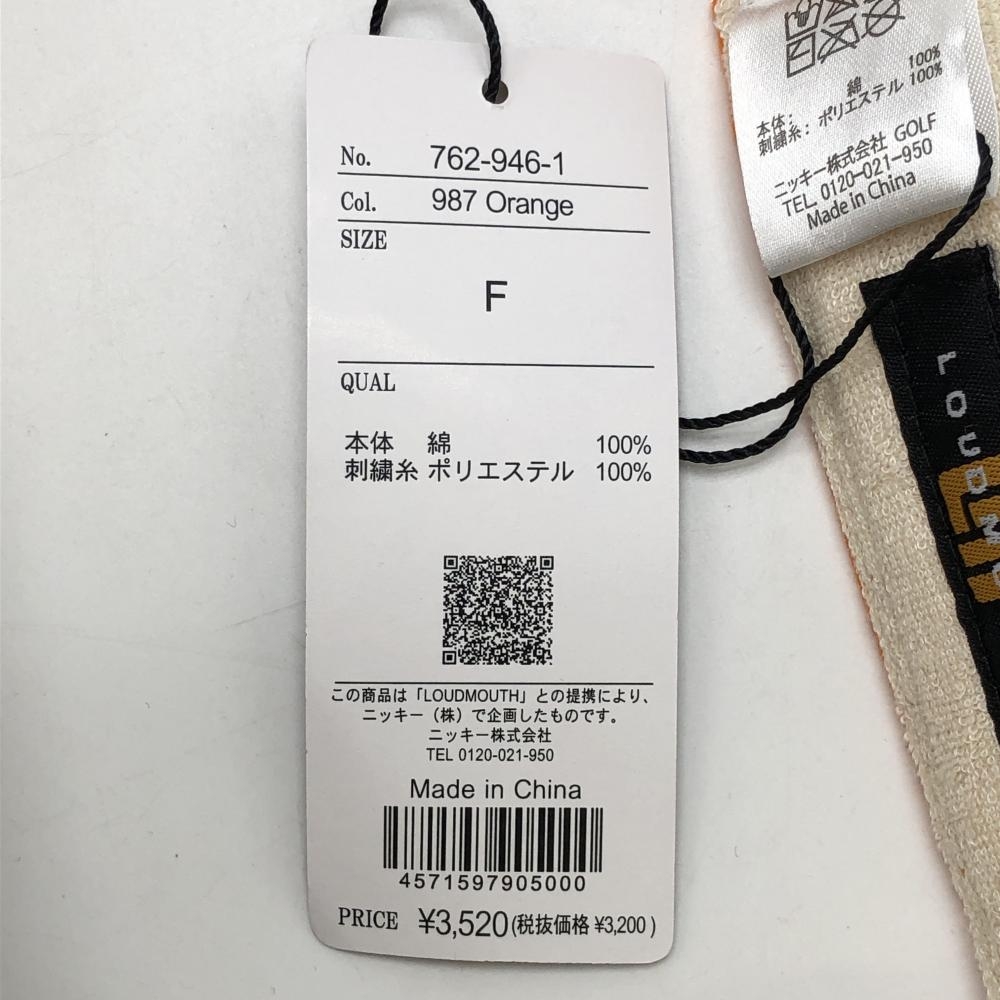 No. 762-946-1
Col. 987 Orange
SIZE
F
QUAL
本体 綿 100%
刺繍糸 ポリエステル 100%
この商品は「LOUDMOUTH」との提携により、
ニッキー（株）で企画したものです。
ニッキー株式会社
TEL 0120-021-950
Made in China
4571597905000
PRICE ¥3,520(税抜価格 ¥3,200)
本体: 綿 100%
刺繍糸: ポリエステル 100%
ニッキー株式会社 GOLF
TEL 0120-021-950
Made in China